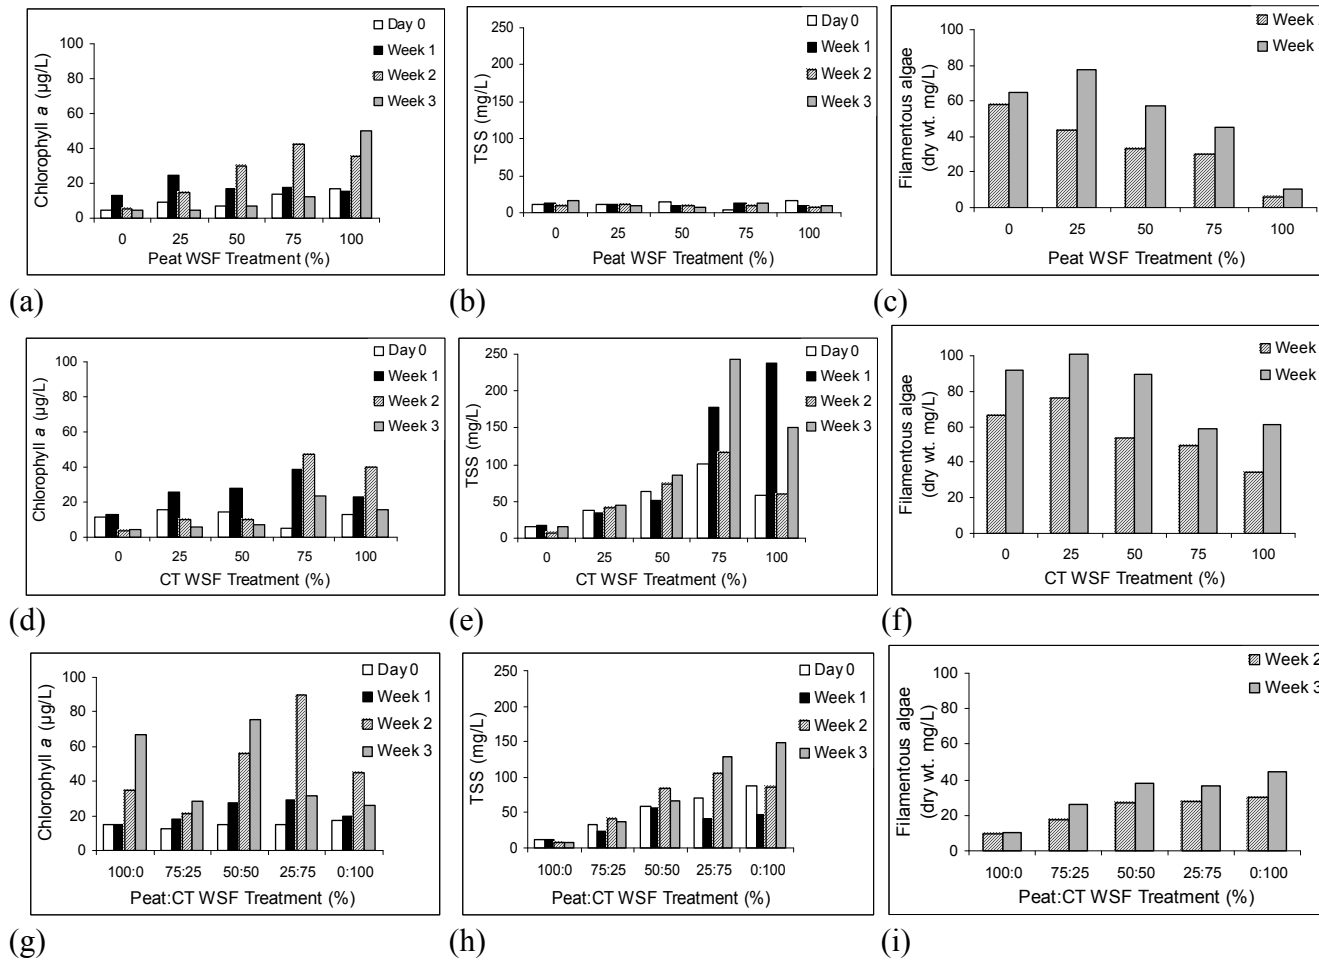 Chlorophyll a (µg/L)
100
80
60
40
20
0
0 25 50 75 100
Peat WSF Treatment (%)
Day 0
Week 1
Week 2
Week 3
(a)
TSS (mg/L)
250
200
150
100
50
0
0 25 50 75 100
Peat WSF Treatment (%)
Day 0
Week 1
Week 2
Week 3
(b)
Filamentous algae
(dry wt. mg/L)
100
80
60
40
20
0
0 25 50 75 100
Peat WSF Treatment (%)
Week
Week
(c)
Chlorophyll a (µg/L)
100
80
60
40
20
0
0 25 50 75 100
CT WSF Treatment (%)
Day 0
Week 1
Week 2
Week 3
(d)
TSS (mg/L)
250
200
150
100
50
0
0 25 50 75 100
CT WSF Treatment (%)
Day 0
Week 1
Week 2
Week 3
(e)
Filamentous algae
(dry wt. mg/L)
100
80
60
40
20
0
0 25 50 75 100
CT WSF Treatment (%)
Week
Week
(f)
Chlorophyll a (µg/L)
100
80
60
40
20
0
100:0 75:25 50:50 25:75 0:100
Peat:CT WSF Treatment (%)
Day 0
Week 1
Week 2
Week 3
(g)
TSS (mg/L)
250
200
150
100
50
0
100:0 75:25 50:50 25:75 0:100
Peat:CT WSF Treatment (%)
Day 0
Week 1
Week 2
Week 3
(h)
Filamentous algae
(dry wt. mg/L)
100
80
60
40
20
0
100:0 75:25 50:50 25:75 0:100
Peat:CT WSF Treatment (%)
Week 2
Week 3
(i)